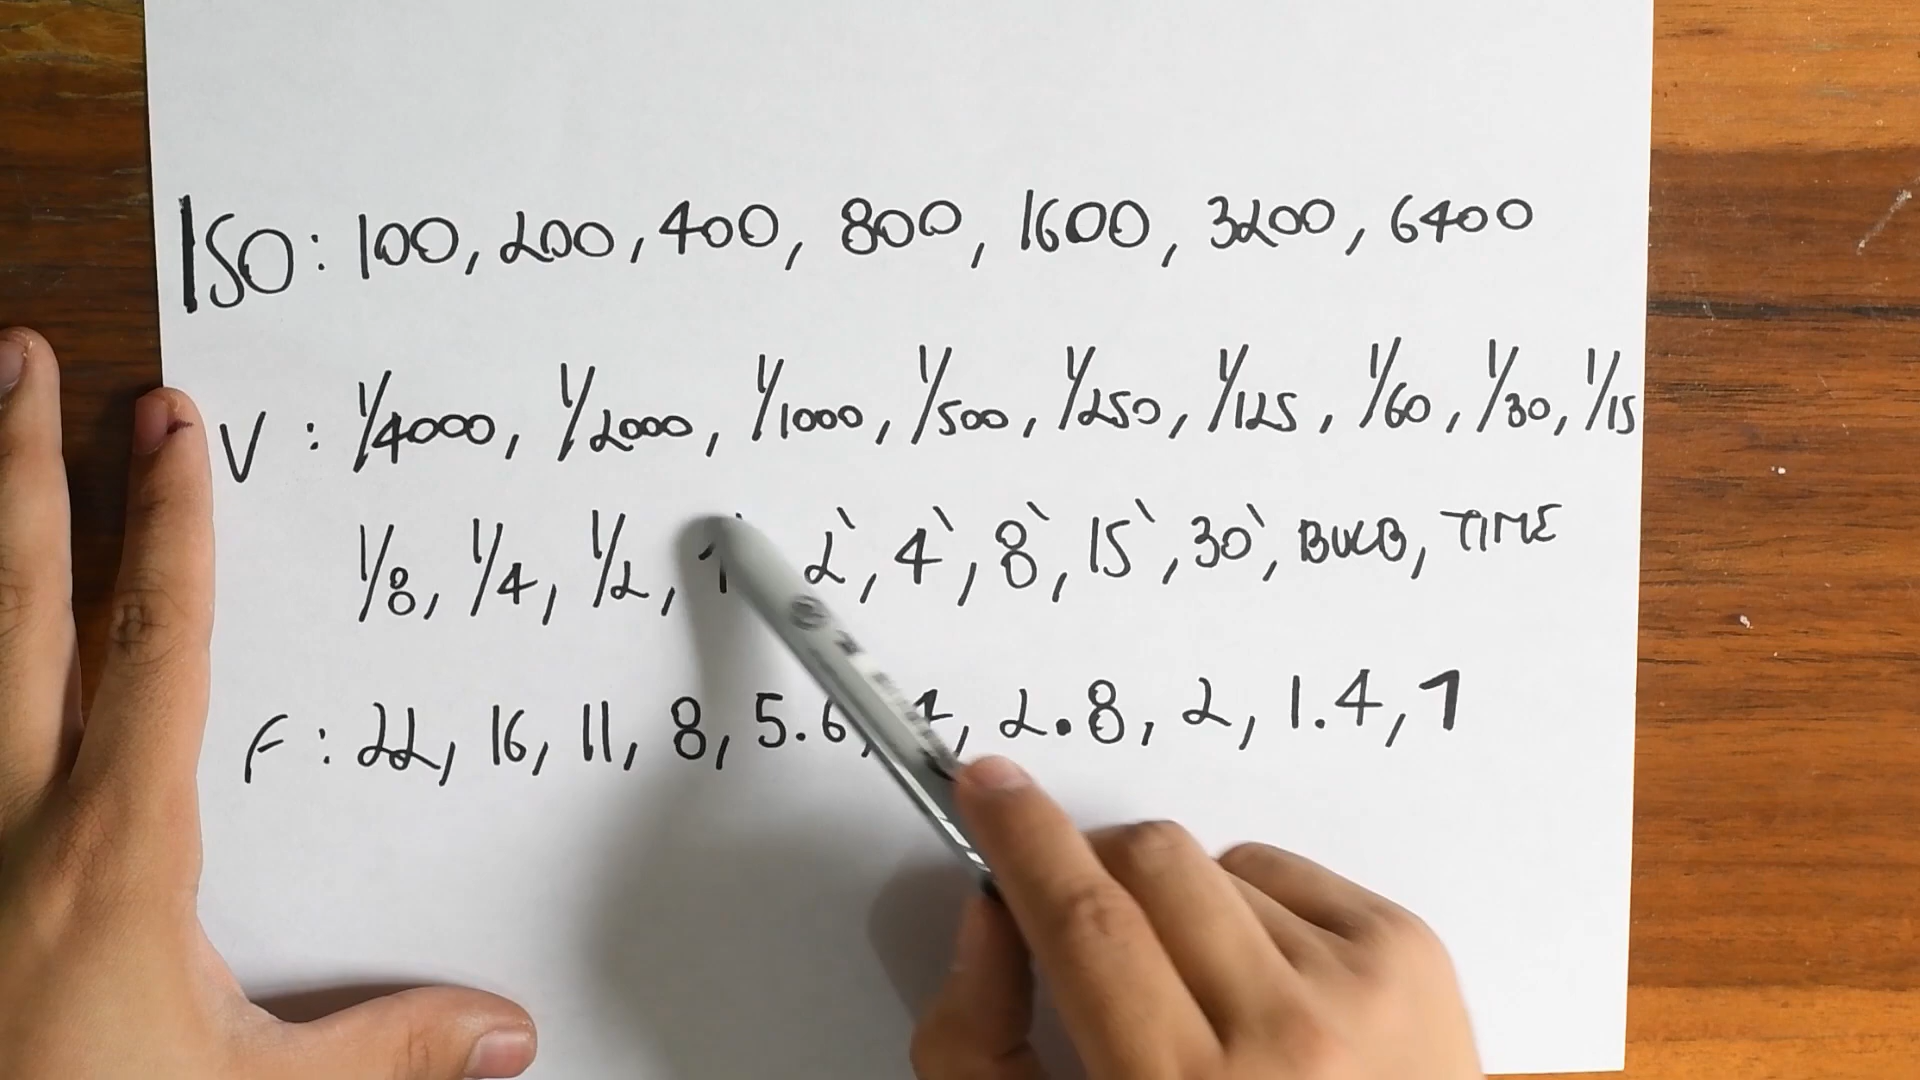 ISO: 100, 200, 400, 800, 1600, 3200, 6400
V : 1/4000, 1/2000, 1/1000, 1/500, 1/250, 1/125, 1/60, 1/30, 1/15
1/8, 1/4, 1/2, 1` 2`, 4`, 8`, 15`, 30`, BULB, TIME
F : 22, 16, 11, 8, 5.6, 4, 2.8, 2, 1.4, 1